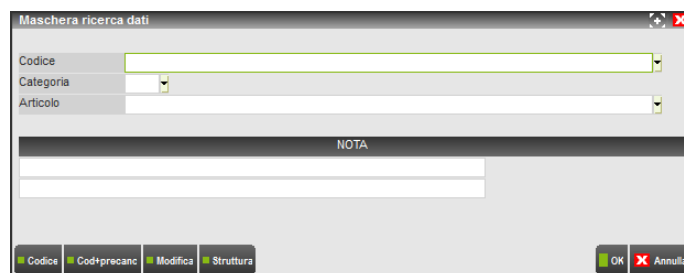 Maschera ricerca dati
Codice
Categoria
Articolo
NOTA
Codice Cod+precanc Modifica Struttura OK Annulla